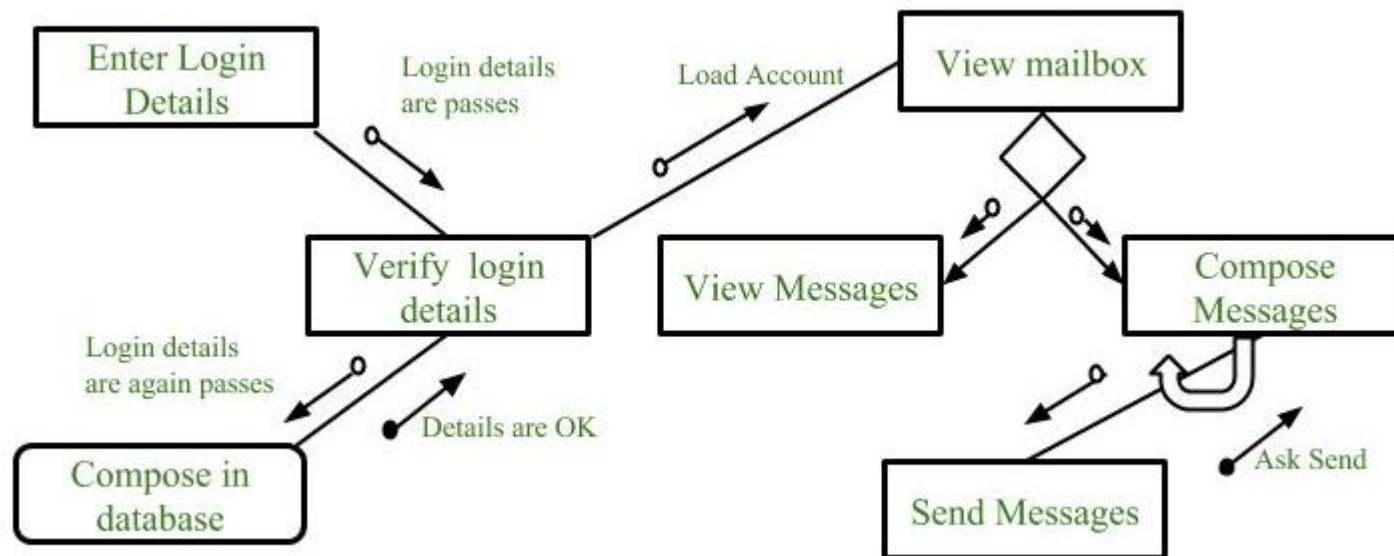 Enter Login
Details
Login details
are passes
Load Account
View mailbox
Verify login
details
View Messages
Compose
Messages
Login details
are again passes
Details are OK
Compose in
database
Send Messages
Ask Send